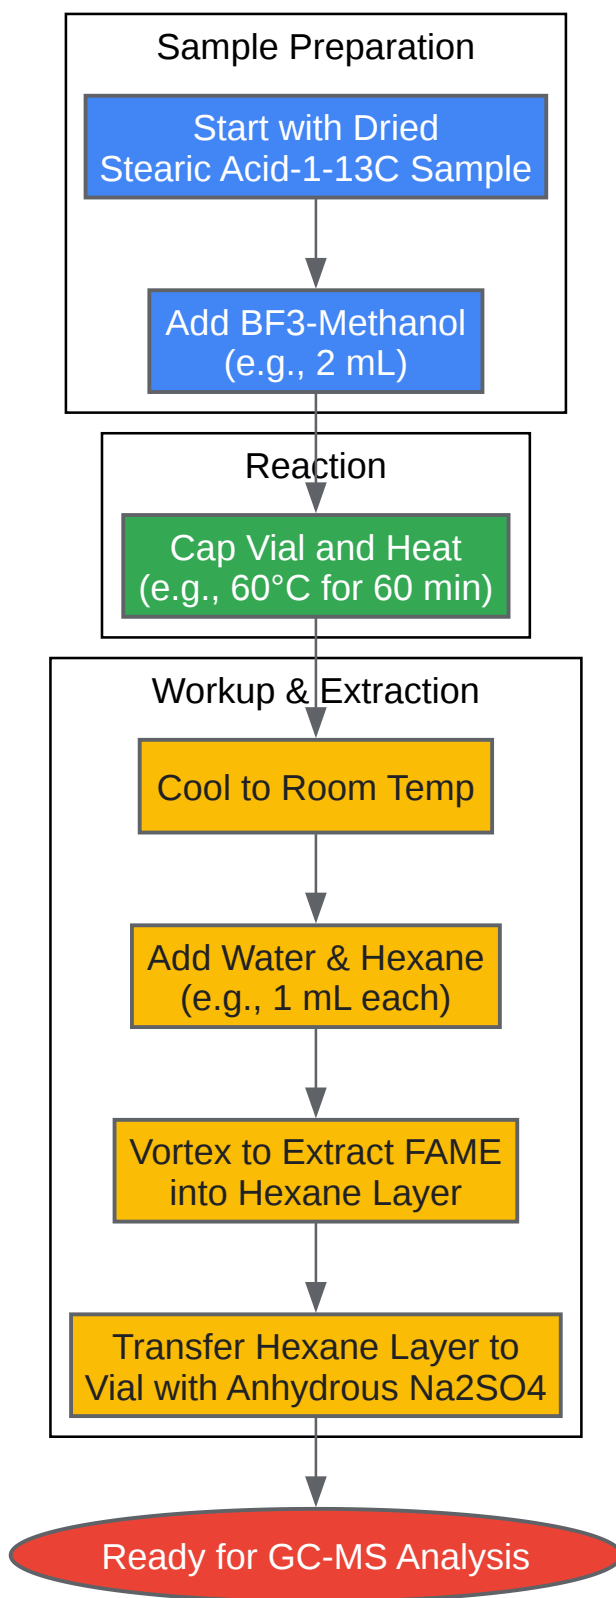 Sample Preparation
Start with Dried
Stearic Acid-1-13C Sample
Add BF3-Methanol
(e.g., 2 mL)
Reaction
Cap Vial and Heat
(e.g., 60°C for 60 min)
Workup & Extraction
Cool to Room Temp
Add Water & Hexane
(e.g., 1 mL each)
Vortex to Extract FAME
into Hexane Layer
Transfer Hexane Layer to
Vial with Anhydrous Na2SO4
Ready for GC-MS Analysis